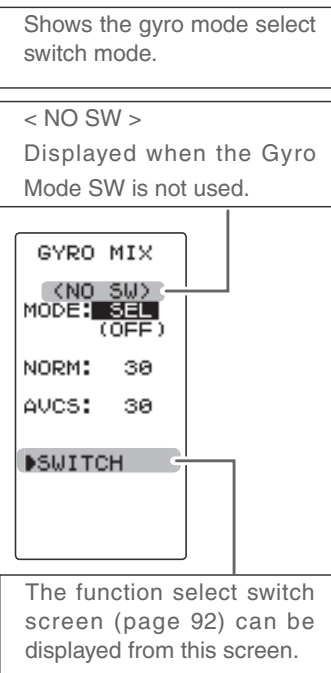 Shows the gyro mode select
switch mode.
< NO SW >
Displayed when the Gyro
Mode SW is not used.
GYRO MIX
<NO SW>
MODE: SEL
(OFF)
NORM: 30
AVCS: 30
▶SWITCH
The function select switch
screen (page 92) can be
displayed from this screen.